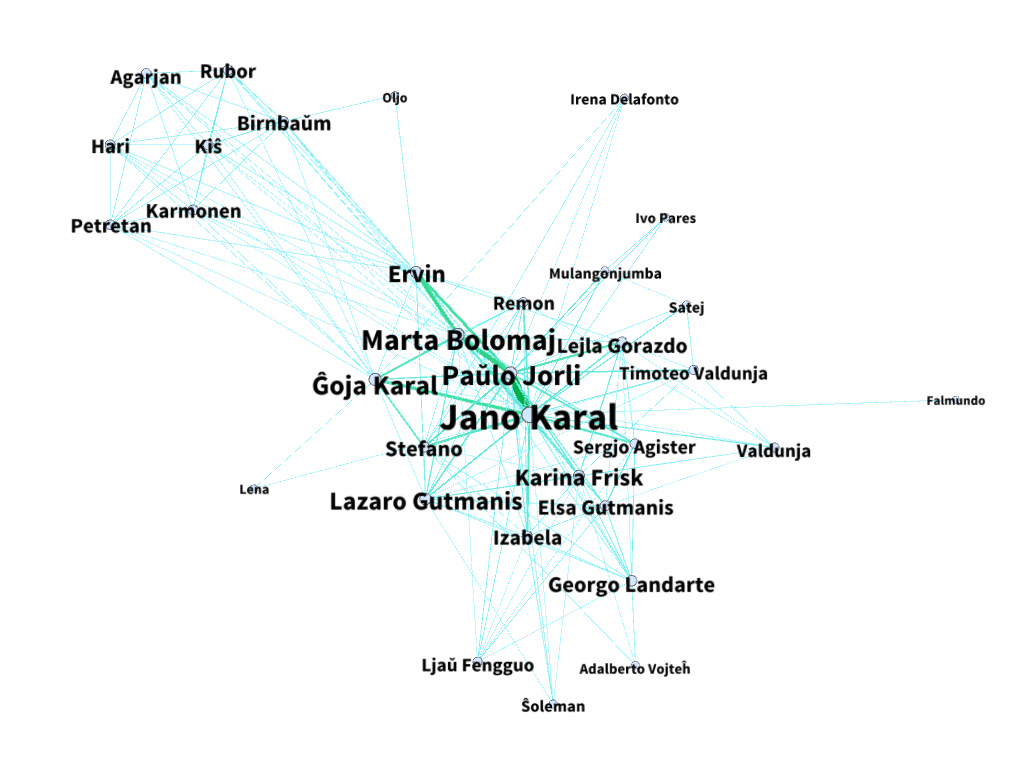 Agarjan
Rubor
Oljo
Irena Delafonto
Birnbaŭm
Hari
Kiŝ
Karmonen
Petretan
Ivo Pares
Ervin
Mulangonjumba
Remon
Satej
Marta Bolomaj
Lejla Gorazdo
Paŭlo Jorli
Timoteo Valdunja
Ĝoja Karal
Falmundo
Jano Karal
Stefano
Sergjo Agister
Valdunja
Karina Frisk
Lena
Lazaro Gutmanis
Elsa Gutmanis
Izabela
Georgo Landarte
Ljaŭ Fengguo
Adalberto Vojteĥ
Ŝoleman